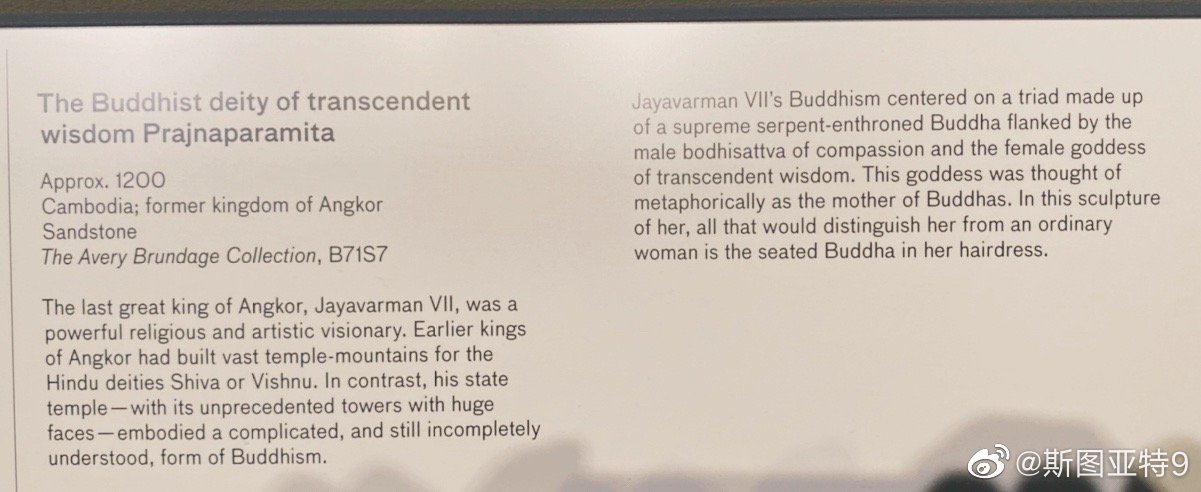 The Buddhist deity of transcendent
wisdom Prajnaparamita
Approx. 1200
Cambodia; former kingdom of Angkor
Sandstone
The Avery Brundage Collection, B71S7
The last great king of Angkor, Jayavarman VII, was a
powerful religious and artistic visionary. Earlier kings
of Angkor had built vast temple-mountains for the
Hindu deities Shiva or Vishnu. In contrast, his state
temple—with its unprecedented towers with huge
faces—embodied a complicated, and still incompletely
understood, form of Buddhism.
Jayavarman VII's Buddhism centered on a triad made up
of a supreme serpent-enthroned Buddha flanked by the
male bodhisattva of compassion and the female goddess
of transcendent wisdom. This goddess was thought of
metaphorically as the mother of Buddhas. In this sculpture
of her, all that would distinguish her from an ordinary
woman is the seated Buddha in her hairdress.
@斯图亚特9